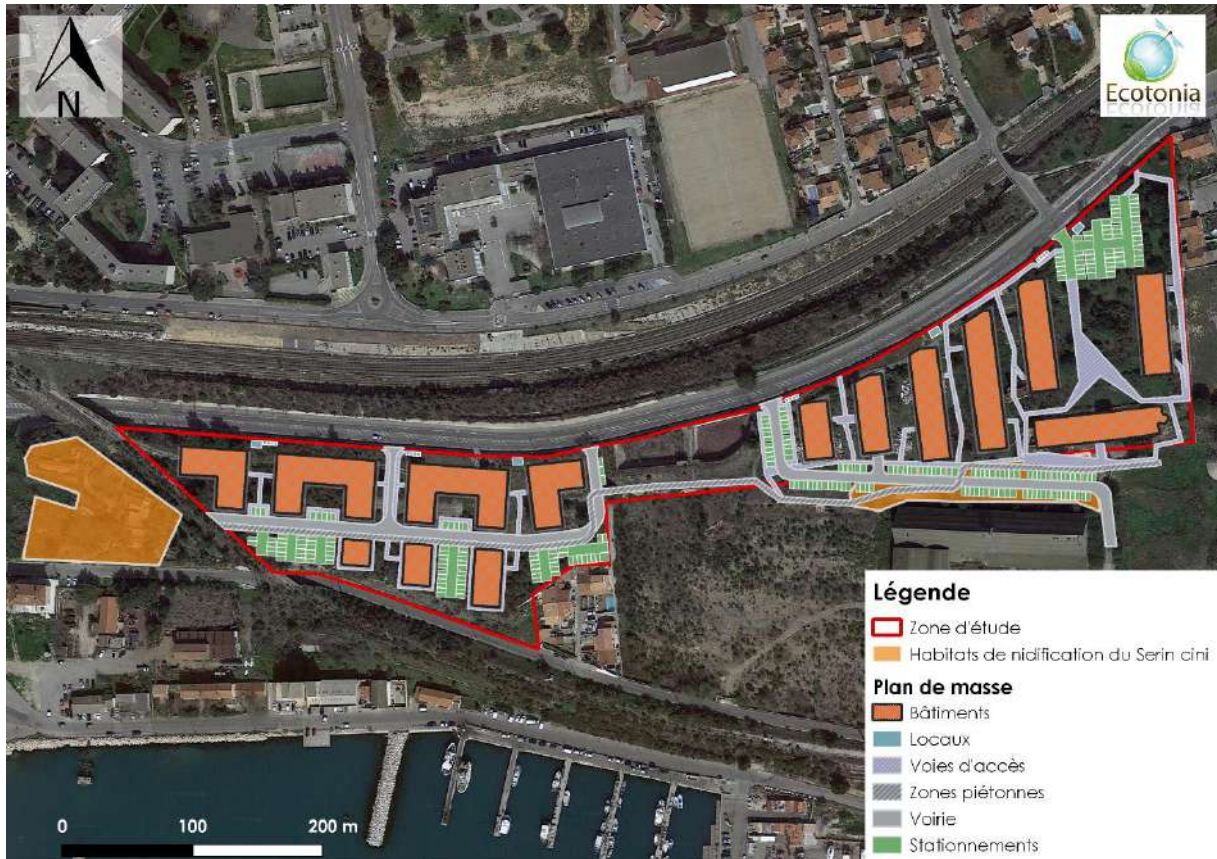 N
Ecotonia
Légende
Zone d'étude
Habitats de nidification du Serin cini
Plan de masse
Bâtiments
Locaux
Voies d'accès
Zones piétonnes
Voirie
Stationnements
0 100 200 m